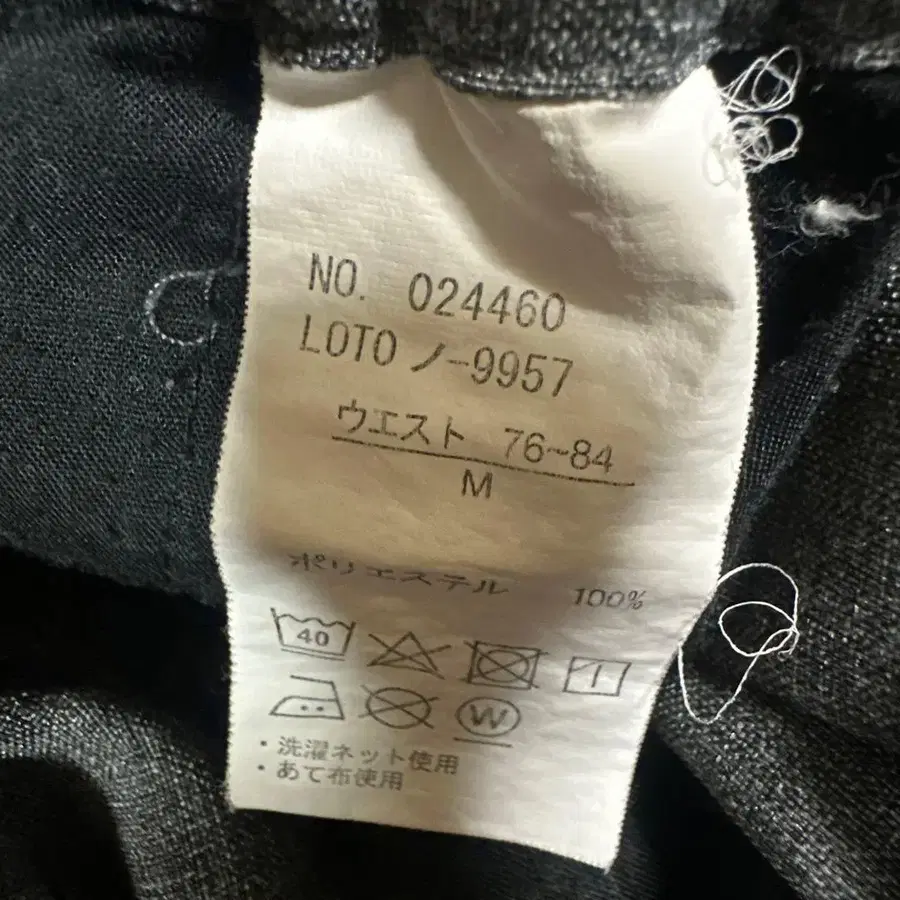 NO. 024460
LOTO ノ-9957
ウエスト 76-84
M
ポリエステル 100%
40
W
・洗濯ネット使用
・あて布使用